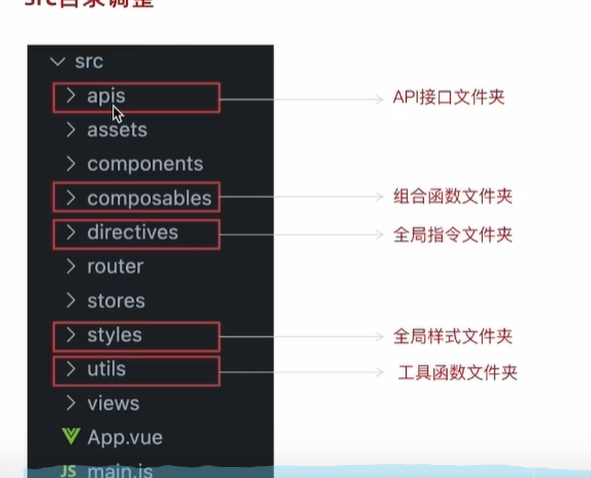 src目录调整
src
apis
API接口文件夹
assets
components
composables
组合函数文件夹
directives
全局指令文件夹
router
stores
styles
全局样式文件夹
utils
工具函数文件夹
views
App.vue
JS main.js